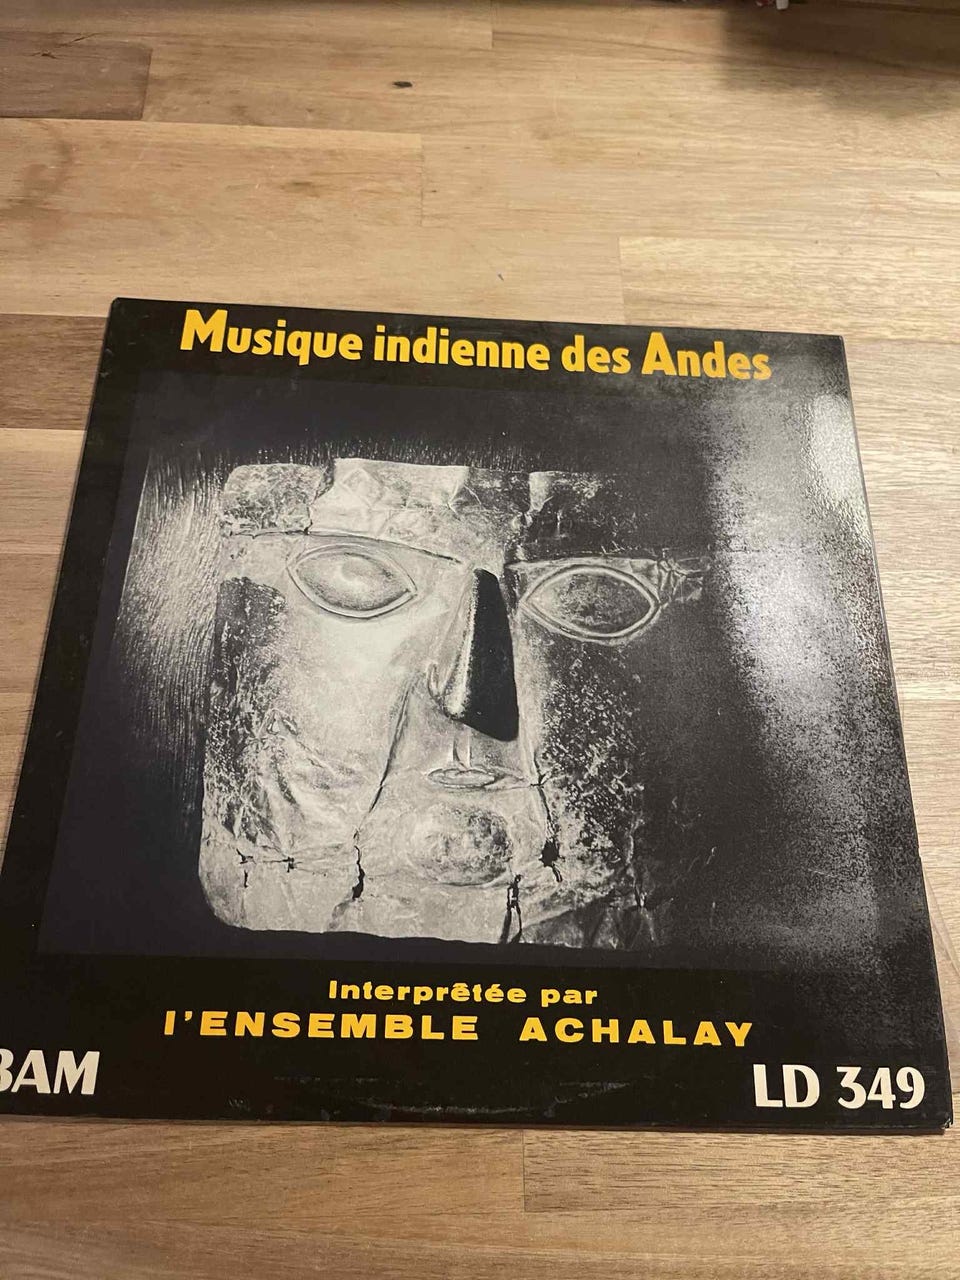 Musique indienne des Andes
Interprêtée par
l'ENSEMBLE ACHALAY
BAM
LD 349